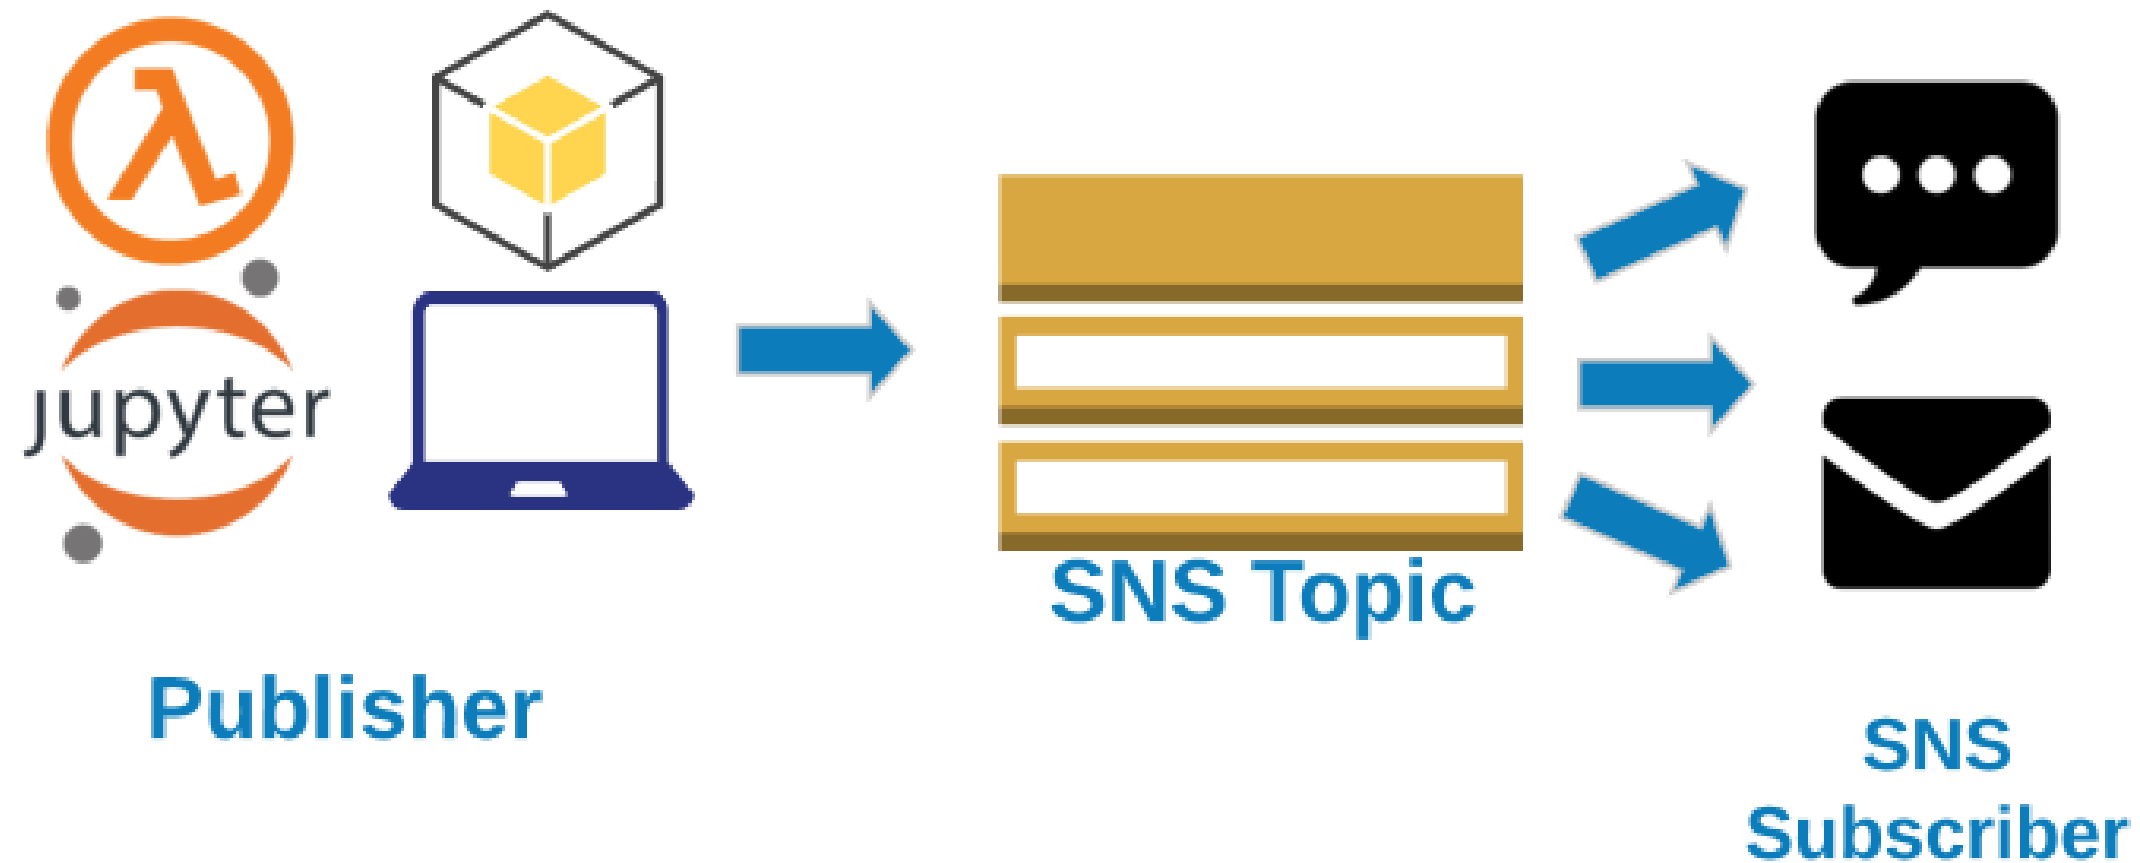 λ
jupyter
Publisher
SNS Topic
SNS
Subscriber